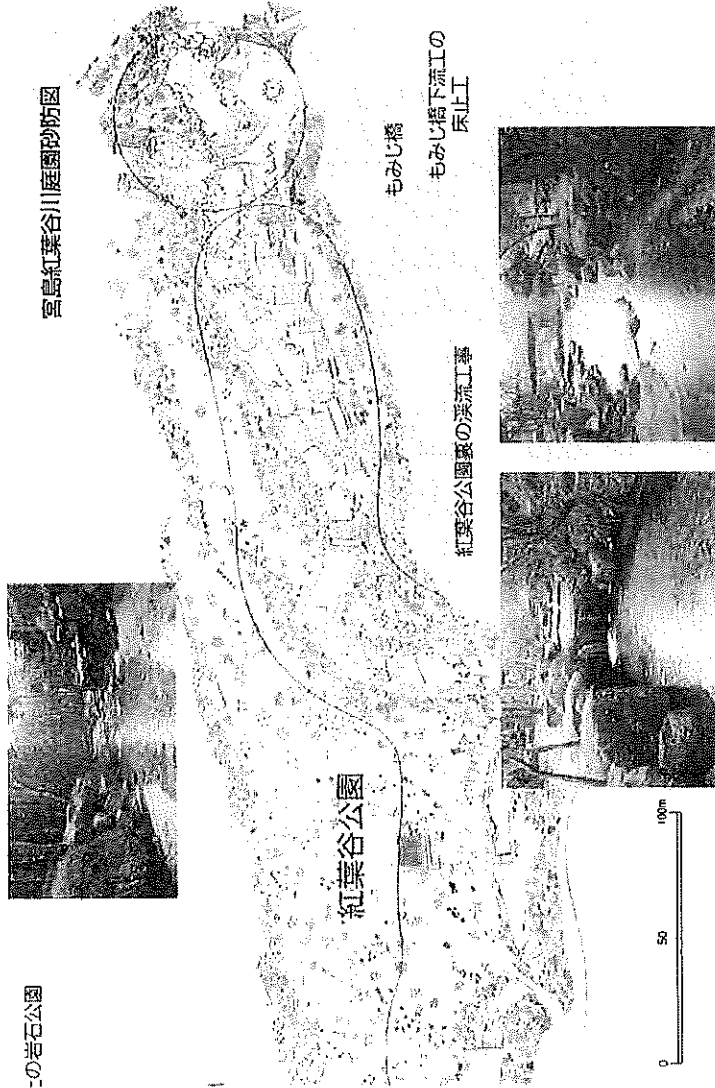 宮島紅葉谷川庭園砂防図
もみじ橋
もみじ橋下流工の
床止工
紅葉谷公園裏の渓流工事
紅葉谷公園
の岩石公園
0 50 100m